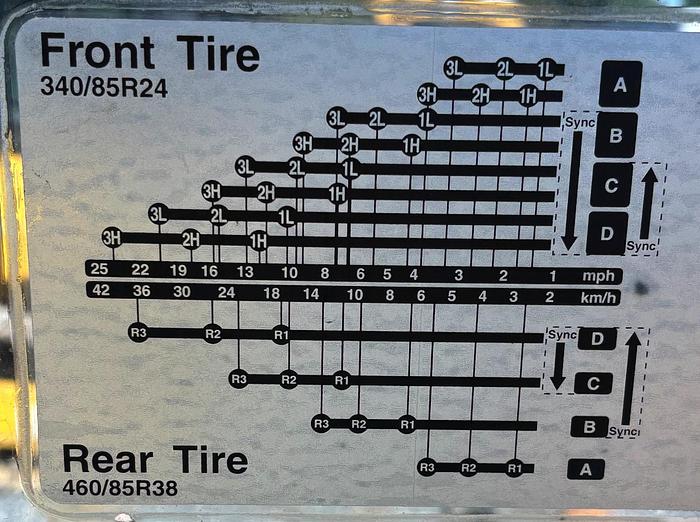 Front Tire
340/85R24
3L 2L 1L A
3H 2H 1H
3L 2L 1L Sync B
3H 2H 1H
3L 2L 1L C
3H 2H 1H
3L 2L 1L D
3H 2H 1H Sync
25 22 19 16 13 10 8 6 5 4 3 2 1 mph
42 36 30 24 18 14 10 8 6 5 4 3 2 km/h
R3 R2 R1 Sync D
R3 R2 R1 C
R3 R2 R1 B
Sync
R3 R2 R1 A
Rear Tire
460/85R38